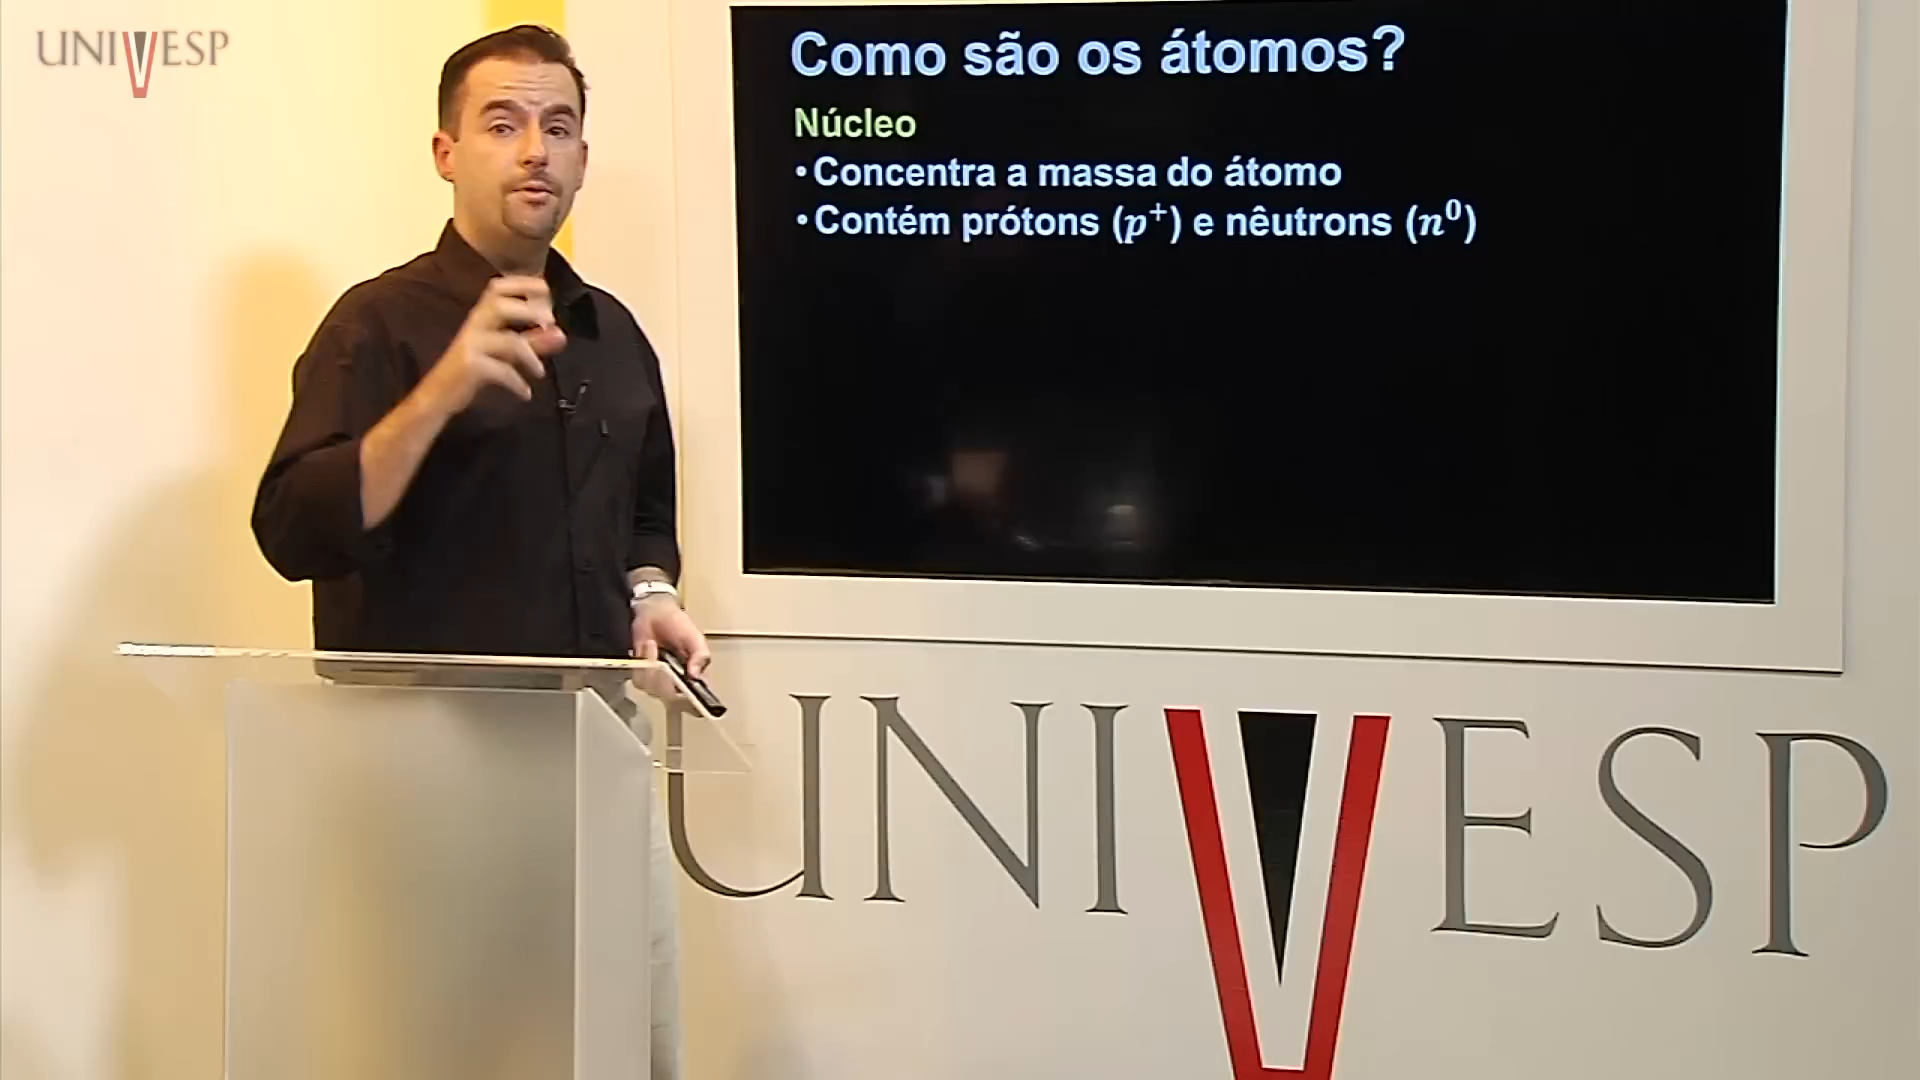 UNIVESP
Como são os átomos?
Núcleo
•Concentra a massa do átomo
•Contém prótons (p⁺) e nêutrons (n⁰)
UNIVESP